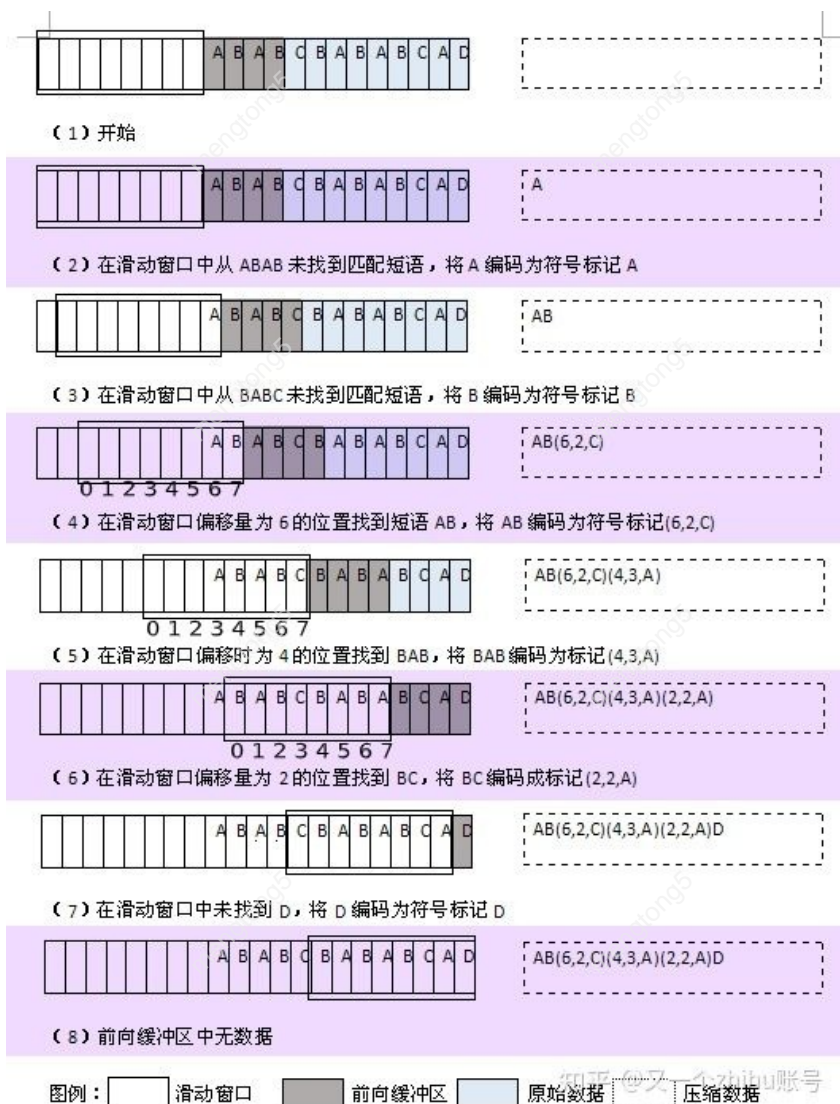 A B A B C B A B A B C A D
（1）开始
A B A B C B A B A B C A D
A
（2）在滑动窗口中从 ABAB 未找到匹配短语，将 A 编码为符号标记 A
A B A B C B A B A B C A D
AB
（3）在滑动窗口中从 BABC 未找到匹配短语，将 B 编码为符号标记 B
A B A B C B A B A B C A D
AB(6,2,C)
0 1 2 3 4 5 6 7
（4）在滑动窗口偏移量为 6 的位置找到短语 AB，将 AB 编码为符号标记(6,2,C)
A B A B C B A B A B C A D
AB(6,2,C)(4,3,A)
0 1 2 3 4 5 6 7
（5）在滑动窗口偏移时为 4 的位置找到 BAB，将 BAB 编码为标记(4,3,A)
A B A B C B A B A B C A D
AB(6,2,C)(4,3,A)(2,2,A)
0 1 2 3 4 5 6 7
（6）在滑动窗口偏移量为 2 的位置找到 BC，将 BC 编码成标记(2,2,A)
A B A B C B A B A B C A D
AB(6,2,C)(4,3,A)(2,2,A)D
（7）在滑动窗口中未找到 D，将 D 编码为符号标记 D
A B A B C B A B A B C A D
AB(6,2,C)(4,3,A)(2,2,A)D
（8）前向缓冲区中无数据
图例： 滑动窗口 前向缓冲区 原始数据 压缩数据
知乎 @又一个zhihu账号